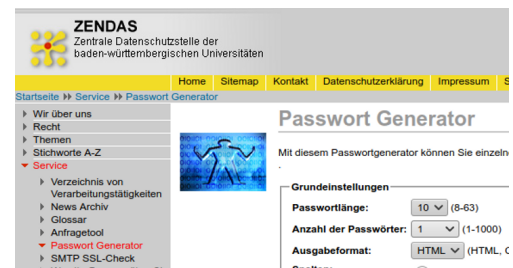 ZENDAS
Zentrale Datenschutzstelle der
baden-württembergischen Universitäten
Home Sitemap Kontakt Datenschutzerklärung Impressum S
Startseite Service Passwort Generator
Wir über uns
Recht
Themen
Stichworte A-Z
Service
Verzeichnis von
Verarbeitungstätigkeiten
News Archiv
Glossar
Anfragetool
Passwort Generator
SMTP SSL-Check
Passwort Generator
Mit diesem Passwortgenerator können Sie einzeln
Grundeinstellungen
Passwortlänge: 10 (8-63)
Anzahl der Passwörter: 1 (1-1000)
Ausgabeformat: HTML (HTML, C